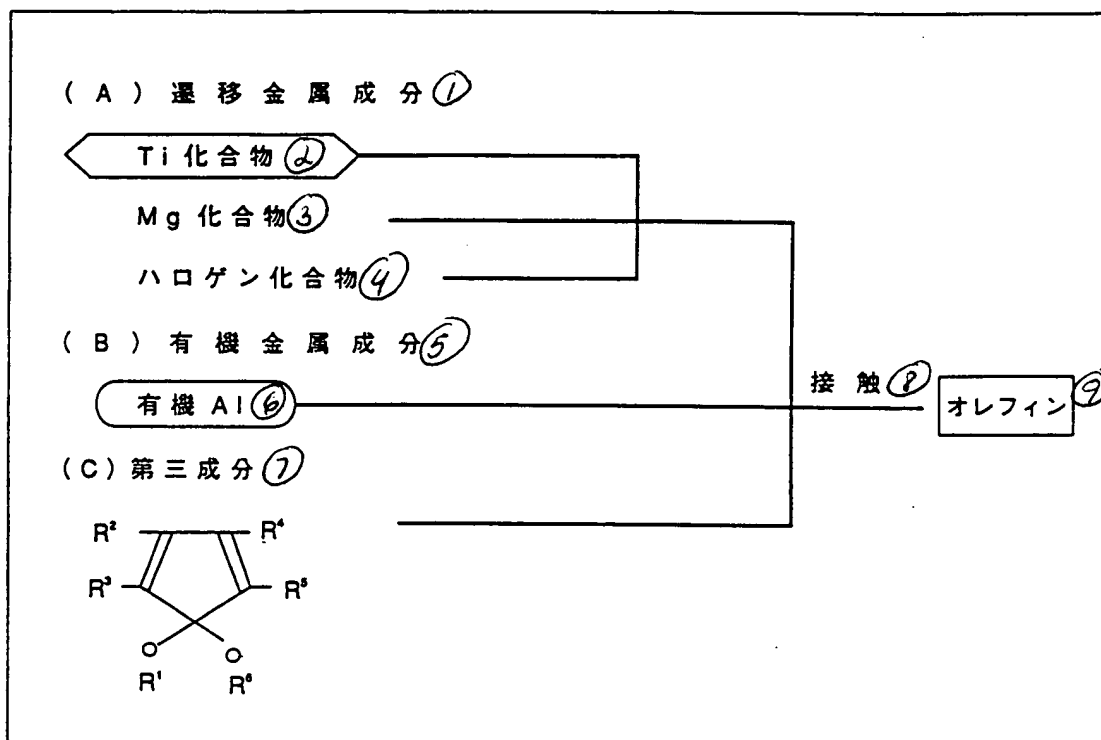 (A) 遷移金属成分 ①
Ti 化合物 ②
Mg 化合物 ③
ハロゲン化合物 ④
(B) 有機金属成分 ⑤
接触 ⑧
有機 Al ⑥
オレフィン ⑨
(C) 第三成分 ⑦
R² R⁴
R³ R⁵
O O
R¹ R⁶